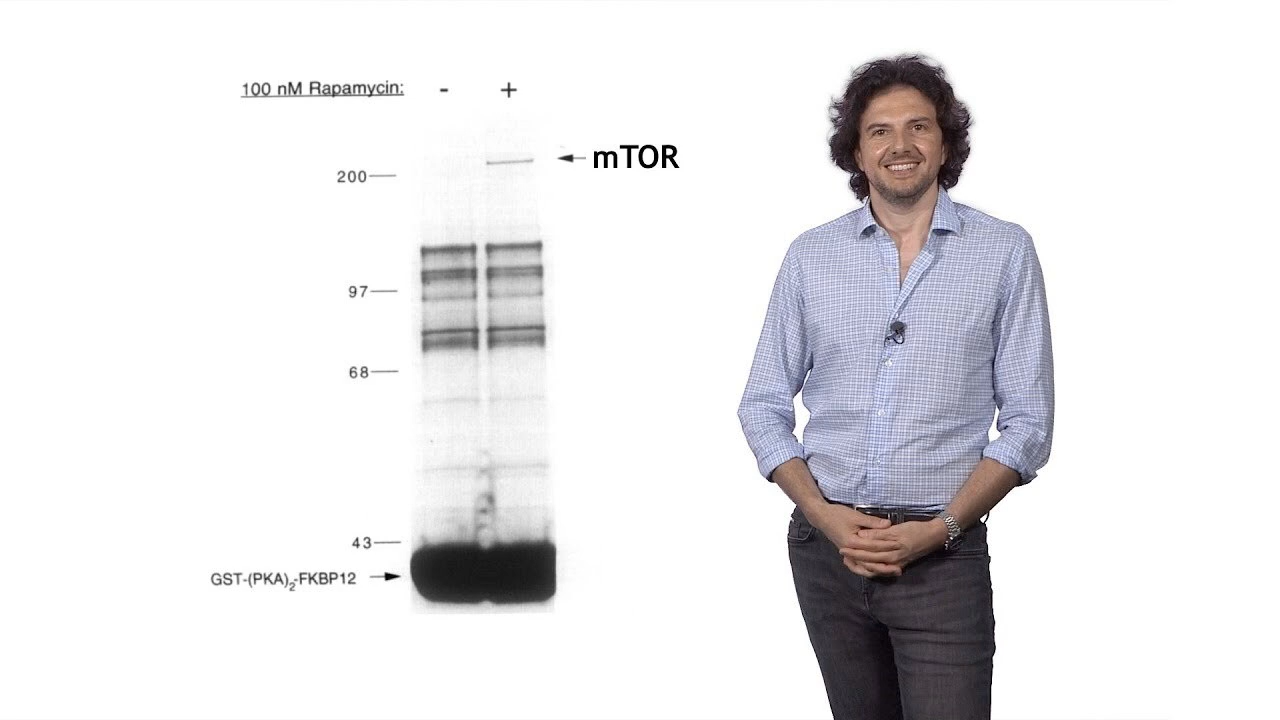 100 nM Rapamycin: - +
mTOR
200
97
68
43
GST-(PKA)2-FKBP12